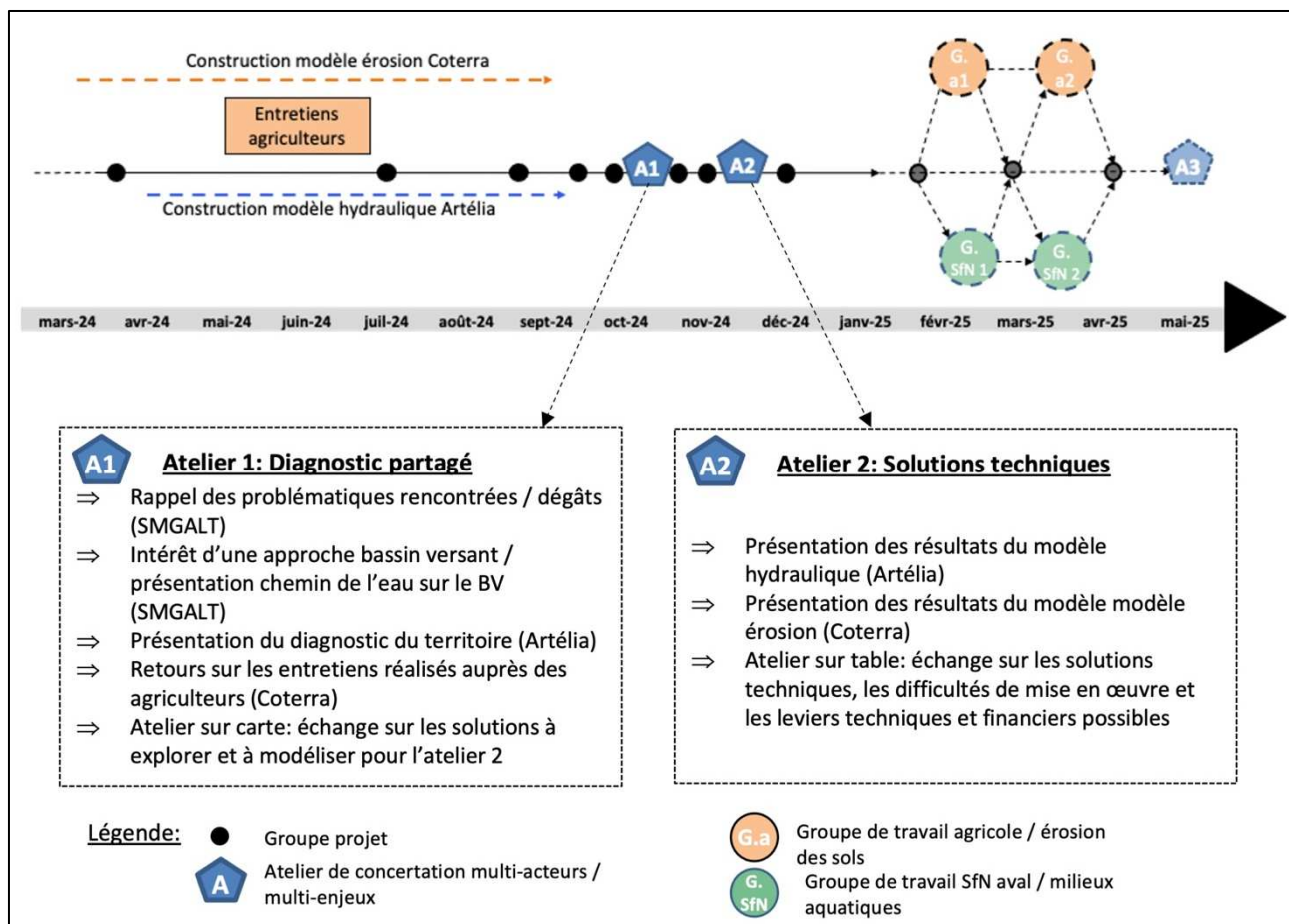 Construction modèle érosion Coterra
Entretiens
agriculteurs
Construction modèle hydraulique Artélia
A1
A2
G.
a1
G.
a2
G.
SfN 1
G.
SfN 2
A3
mars-24 avr-24 mai-24 juin-24 juil-24 août-24 sept-24 oct-24 nov-24 déc-24 janv-25 févr-25 mars-25 avr-25 mai-25
A1 Atelier 1: Diagnostic partagé
⇒ Rappel des problématiques rencontrées / dégâts
(SMGALT)
⇒ Intérêt d'une approche bassin versant /
présentation chemin de l'eau sur le BV
(SMGALT)
⇒ Présentation du diagnostic du territoire (Artélia)
⇒ Retours sur les entretiens réalisés auprès des
agriculteurs (Coterra)
⇒ Atelier sur carte: échange sur les solutions à
explorer et à modéliser pour l'atelier 2
A2 Atelier 2: Solutions techniques
⇒ Présentation des résultats du modèle
hydraulique (Artélia)
⇒ Présentation des résultats du modèle modèle
érosion (Coterra)
⇒ Atelier sur table: échange sur les solutions
techniques, les difficultés de mise en œuvre et
les leviers techniques et financiers possibles
Légende:
Groupe projet
A Atelier de concertation multi-acteurs /
multi-enjeux
G.a Groupe de travail agricole / érosion
des sols
G.
SfN
Groupe de travail SfN aval / milieux
aquatiques